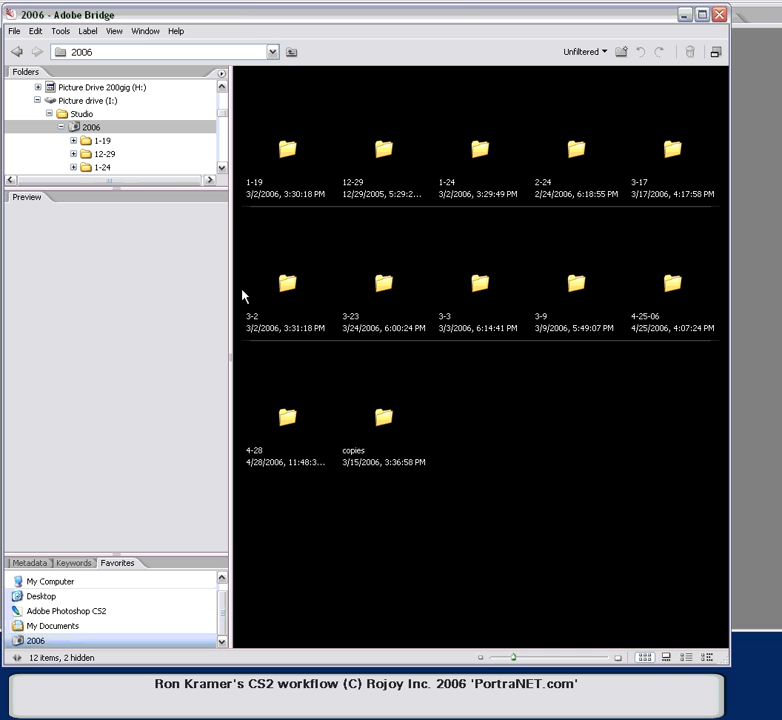 2006 - Adobe Bridge
File Edit Tools Label View Window Help
2006
Unfiltered
Folders
Picture Drive 200gig (H:)
Picture drive (I:)
Studio
2006
1-19
12-29
1-24
Preview
1-19 12-29 1-24 2-24 3-17
3/2/2006, 3:30:18 PM 12/29/2005, 5:29:2... 3/2/2006, 3:29:49 PM 2/24/2006, 6:18:55 PM 3/17/2006, 4:17:58 PM
3-2 3-23 3-3 3-9 4-25-06
3/2/2006, 3:31:18 PM 3/24/2006, 6:00:24 PM 3/3/2006, 6:14:41 PM 3/9/2006, 5:49:07 PM 4/25/2006, 4:07:24 PM
4-28 copies
4/28/2006, 11:48:3... 3/15/2006, 3:36:58 PM
Metadata Keywords Favorites
My Computer
Desktop
Adobe Photoshop CS2
My Documents
2006
12 items, 2 hidden
Ron Kramer's CS2 workflow (C) Rojoy Inc. 2006 'PortraNET.com'